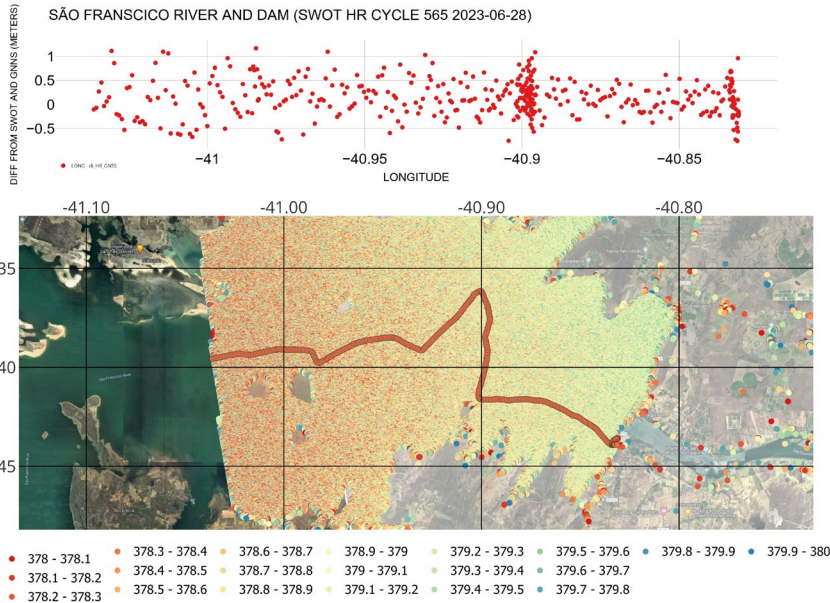 SÃO FRANSCICO RIVER AND DAM (SWOT HR CYCLE 565 2023-06-28)
DIFF FROM SWOT AND GNNS (METERS)
1
0.5
0
−0.5
−41
−40.95
−40.9
−40.85
LONG - di_HR_GNSS
LONGITUDE
-41.10
-41.00
-40.90
-40.80
35
40
45
378 - 378.1
378.1 - 378.2
378.2 - 378.3
378.3 - 378.4
378.4 - 378.5
378.5 - 378.6
378.6 - 378.7
378.7 - 378.8
378.8 - 378.9
378.9 - 379
379 - 379.1
379.1 - 379.2
379.2 - 379.3
379.3 - 379.4
379.4 - 379.5
379.5 - 379.6
379.6 - 379.7
379.7 - 379.8
379.8 - 379.9
379.9 - 380